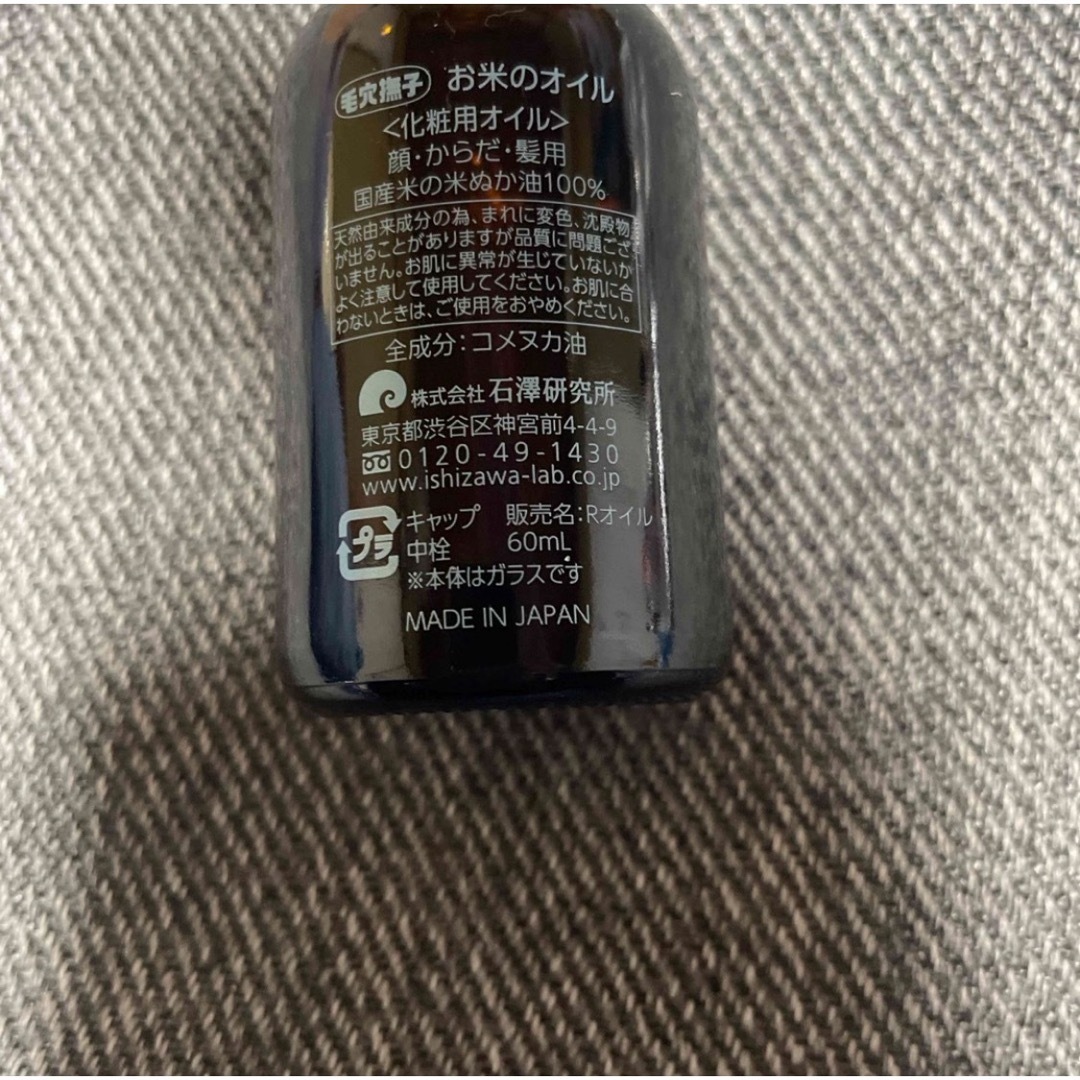 毛穴撫子 お米のオイル
<化粧用オイル>
顔・からだ・髪用
国産米の米ぬか油100%
天然由来成分の為、まれに変色、沈殿物
が出ることがありますが品質に問題ござ
いません。お肌に異常が生じていないか
よく注意して使用してください。お肌に合
わないときは、ご使用をおやめください。
全成分：コメヌカ油
株式会社 石澤研究所
東京都渋谷区神宮前4-4-9
0120-49-1430
www.ishizawa-lab.co.jp
プラ キャップ 販売名：Rオイル
中栓 60mL
※本体はガラスです
MADE IN JAPAN